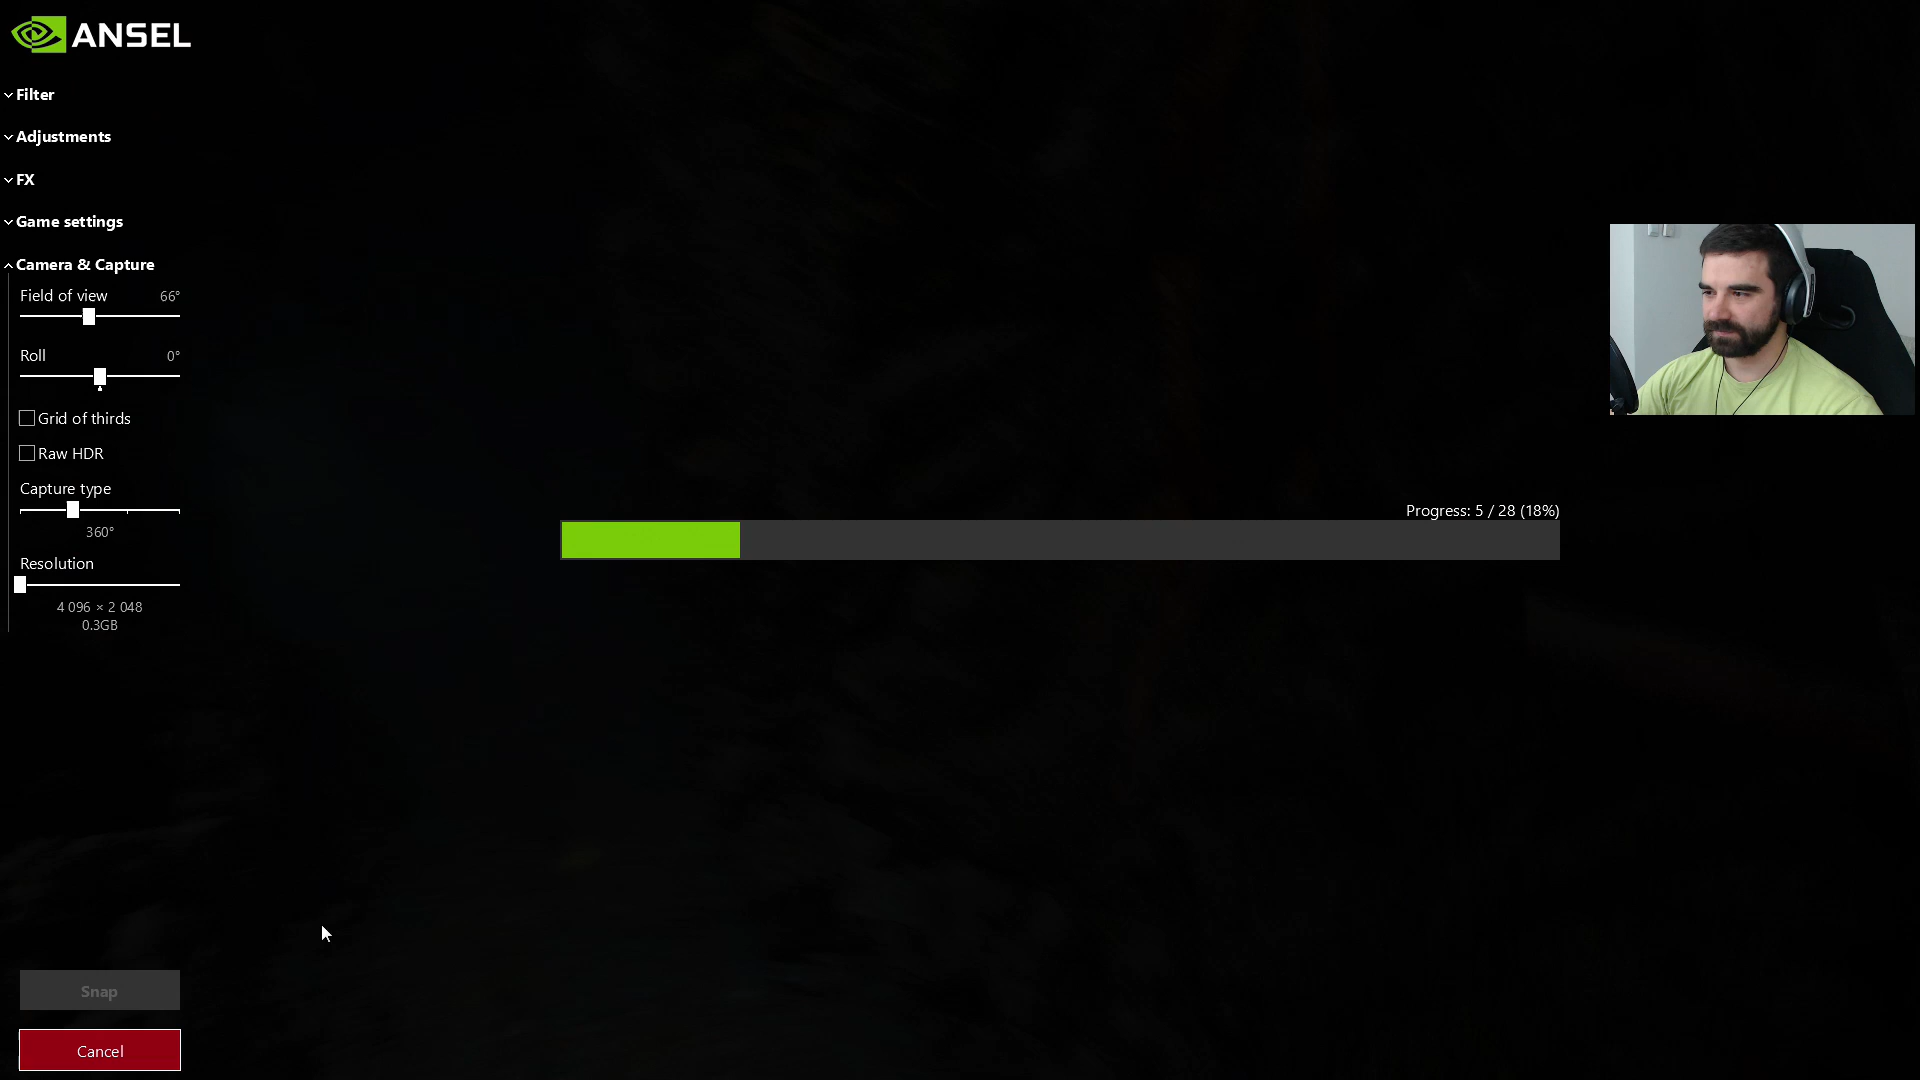 ANSEL
Filter
Adjustments
FX
Game settings
Camera & Capture
Field of view 66°
Roll 0°
Grid of thirds
Raw HDR
Capture type
360°
Resolution
4 096 × 2 048
0.3GB
Progress: 5 / 28 (18%)
Snap
Cancel